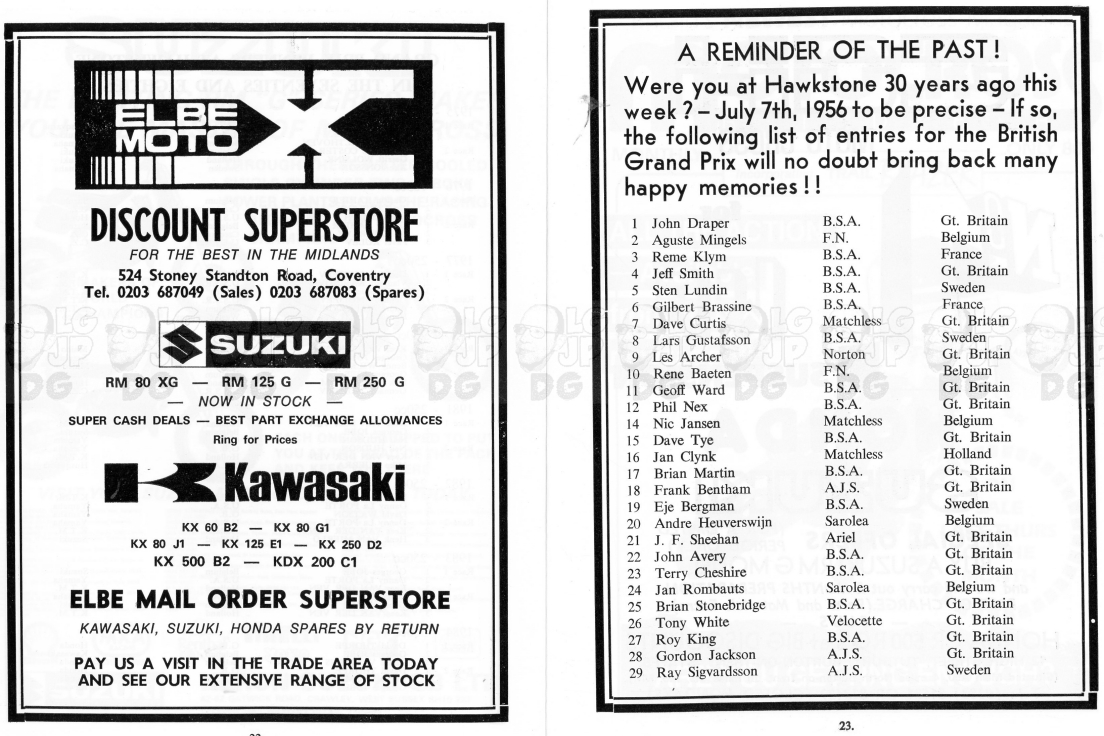 ELBE
MOTO
DISCOUNT SUPERSTORE
FOR THE BEST IN THE MIDLANDS
524 Stoney Standton Road, Coventry
Tel. 0203 687049 (Sales) 0203 687083 (Spares)
SUZUKI
RM 80 XG — RM 125 G — RM 250 G
— NOW IN STOCK —
SUPER CASH DEALS — BEST PART EXCHANGE ALLOWANCES
Ring for Prices
Kawasaki
KX 60 B2 — KX 80 G1
KX 80 J1 — KX 125 E1 — KX 250 D2
KX 500 B2 — KDX 200 C1
ELBE MAIL ORDER SUPERSTORE
KAWASAKI, SUZUKI, HONDA SPARES BY RETURN
PAY US A VISIT IN THE TRADE AREA TODAY
AND SEE OUR EXTENSIVE RANGE OF STOCK
A REMINDER OF THE PAST!
Were you at Hawkstone 30 years ago this
week? – July 7th, 1956 to be precise – If so,
the following list of entries for the British
Grand Prix will no doubt bring back many
happy memories!!
1 John Draper B.S.A. Gt. Britain
2 Aguste Mingels F.N. Belgium
3 Reme Klym B.S.A. France
4 Jeff Smith B.S.A. Gt. Britain
5 Sten Lundin B.S.A. Sweden
6 Gilbert Brassine B.S.A. France
7 Dave Curtis Matchless Gt. Britain
8 Lars Gustafsson B.S.A. Sweden
9 Les Archer Norton Gt. Britain
10 Rene Baeten F.N. Belgium
11 Geoff Ward B.S.A. Gt. Britain
12 Phil Nex B.S.A. Gt. Britain
14 Nic Jansen Matchless Belgium
15 Dave Tye B.S.A. Gt. Britain
16 Jan Clynk Matchless Holland
17 Brian Martin B.S.A. Gt. Britain
18 Frank Bentham A.J.S. Gt. Britain
19 Eje Bergman B.S.A. Sweden
20 Andre Heuverswijn Sarolea Belgium
21 J. F. Sheehan Ariel Gt. Britain
22 John Avery B.S.A. Gt. Britain
23 Terry Cheshire B.S.A. Gt. Britain
24 Jan Rombauts Sarolea Belgium
25 Brian Stonebridge B.S.A. Gt. Britain
26 Tony White Velocette Gt. Britain
27 Roy King B.S.A. Gt. Britain
28 Gordon Jackson A.J.S. Gt. Britain
29 Ray Sigvardsson A.J.S. Sweden
23.